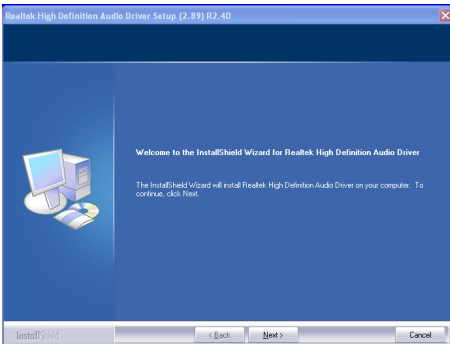 Realtek High Definition Audio Driver Setup (2.89) R2.40
Welcome to the InstallShield Wizard for Realtek High Definition Audio Driver
The InstallShield Wizard will install Realtek High Definition Audio Driver on your computer. To
continue, click Next.
InstallShield
< Back Next > Cancel